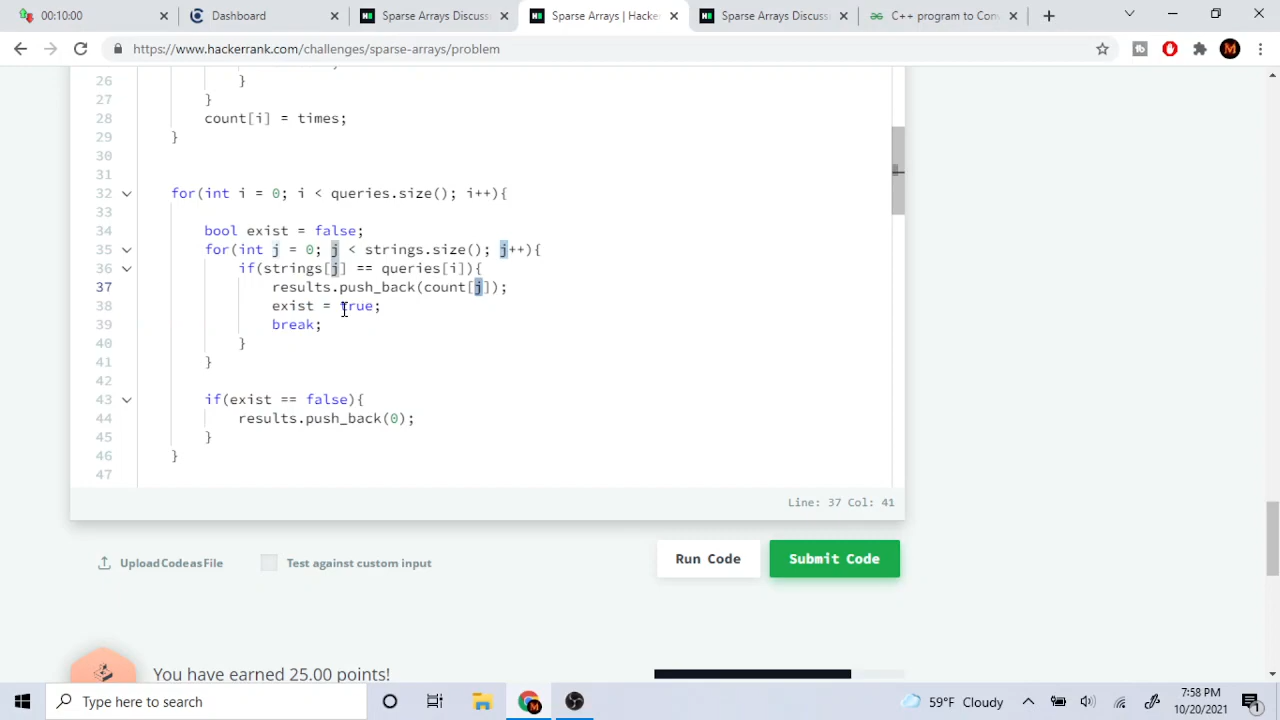 00:10:00
Dashboard
Sparse Arrays Discuss
Sparse Arrays | Hacker
Sparse Arrays Discuss
C++ program to Con
https://www.hackerrank.com/challenges/sparse-arrays/problem
26 }
27 }
28 count[i] = times;
29 }
30
31
32 for(int i = 0; i < queries.size(); i++){
33
34 bool exist = false;
35 for(int j = 0; j < strings.size(); j++){
36 if(strings[j] == queries[i]){
37 results.push_back(count[j]);
38 exist = true;
39 break;
40 }
41 }
42
43 if(exist == false){
44 results.push_back(0);
45 }
46 }
47
Line: 37 Col: 41
Upload Code as File
Test against custom input
Run Code
Submit Code
You have earned 25.00 points!
Type here to search
59°F Cloudy
7:58 PM
10/20/2021